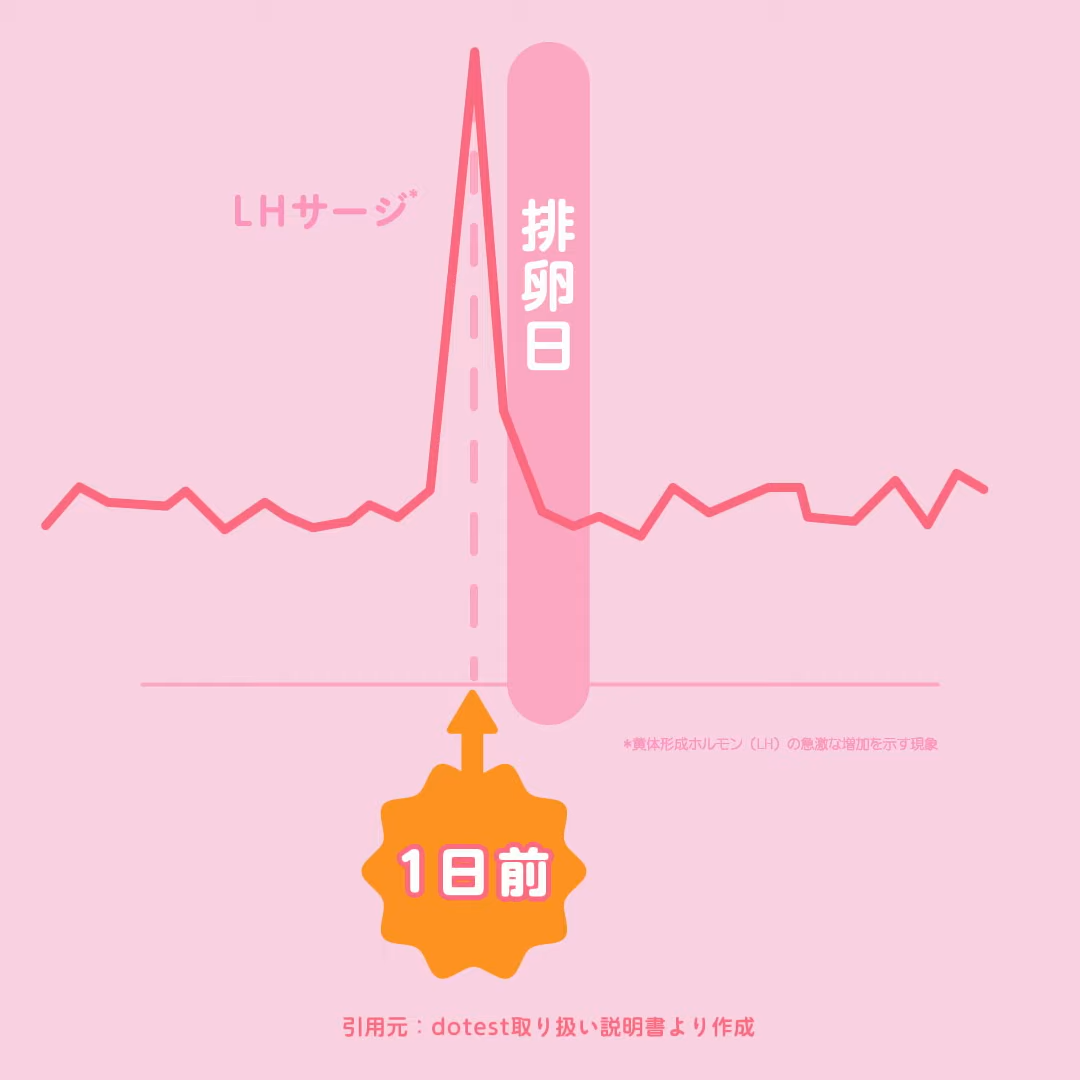 LHサージ*
排卵日
*黄体形成ホルモン（LH）の急激な増加を示す現象
1日前
引用元：dotest取り扱い説明書より作成